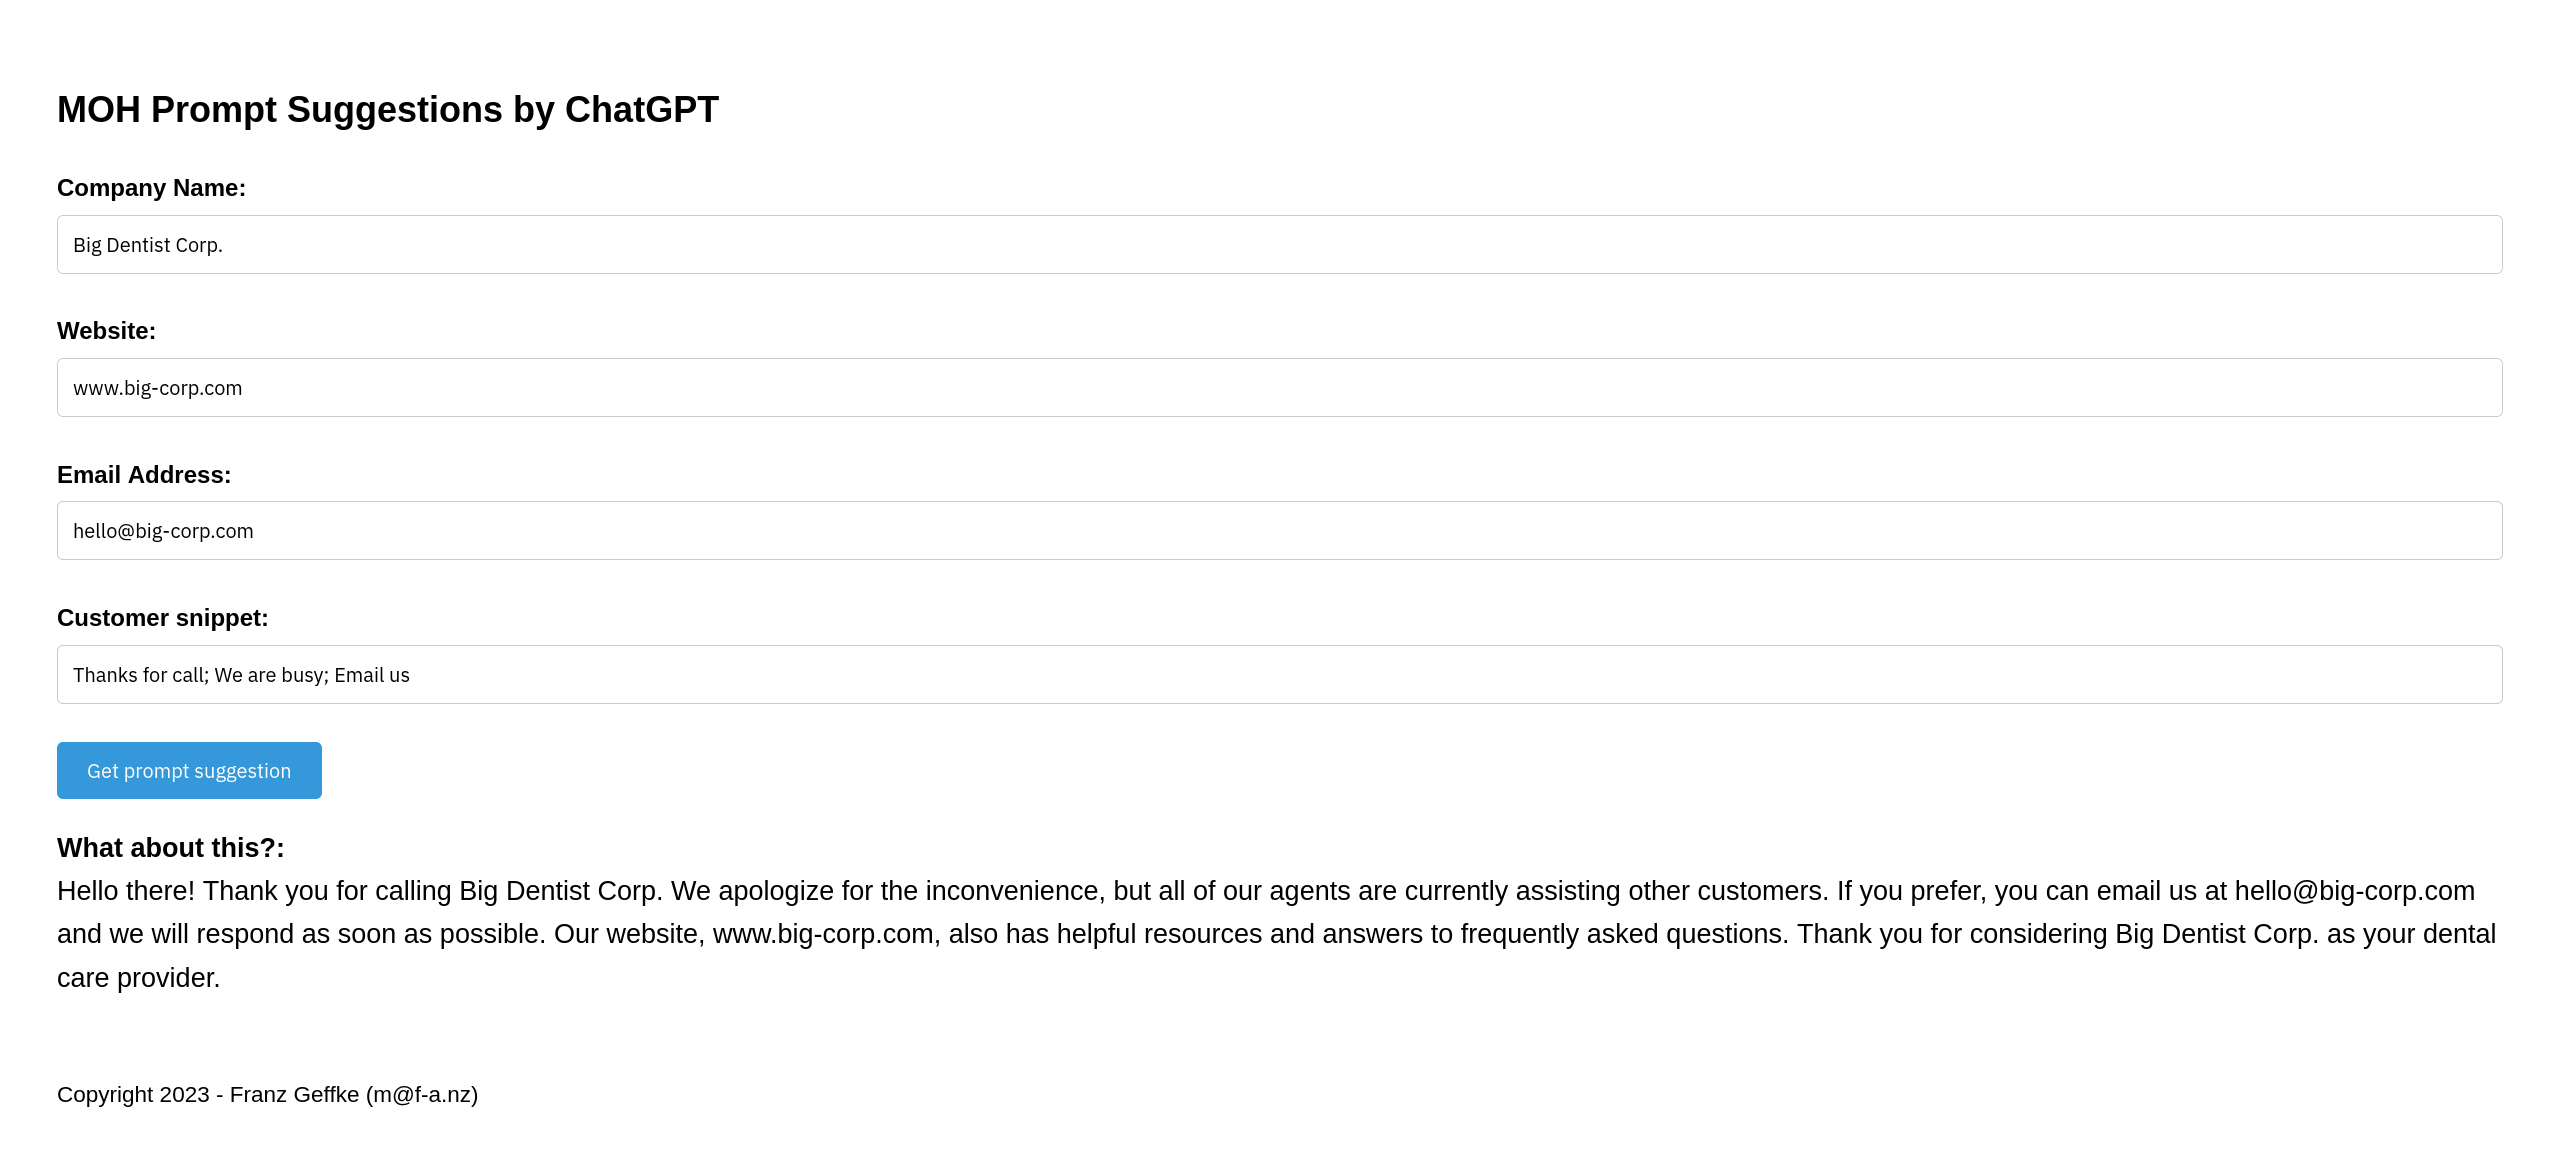 MOH Prompt Suggestions by ChatGPT
Company Name:
Big Dentist Corp.
Website:
www.big-corp.com
Email Address:
hello@big-corp.com
Customer snippet:
Thanks for call; We are busy; Email us
Get prompt suggestion
What about this?:
Hello there! Thank you for calling Big Dentist Corp. We apologize for the inconvenience, but all of our agents are currently assisting other customers. If you prefer, you can email us at hello@big-corp.com
and we will respond as soon as possible. Our website, www.big-corp.com, also has helpful resources and answers to frequently asked questions. Thank you for considering Big Dentist Corp. as your dental
care provider.
Copyright 2023 - Franz Geffke (m@f-a.nz)